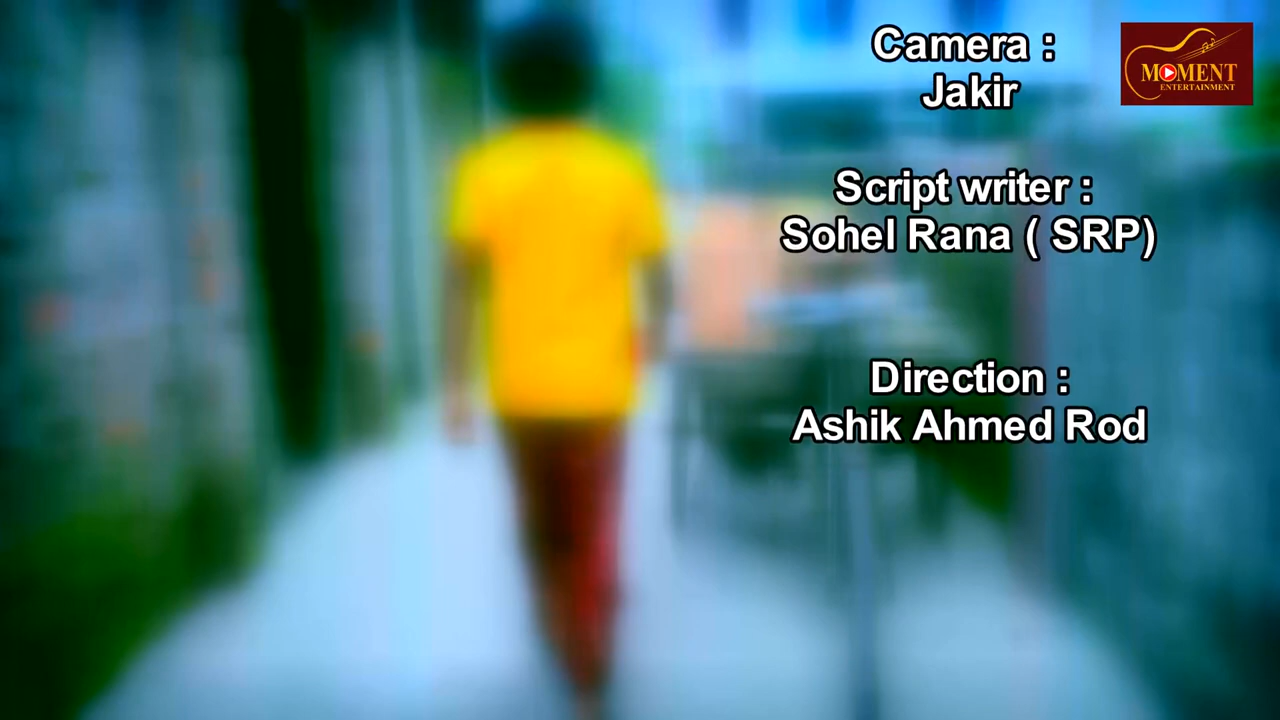 Camera :
Jakir
MOMENT
ENTERTAINMENT
Script writer :
Sohel Rana ( SRP)
Direction :
Ashik Ahmed Rod